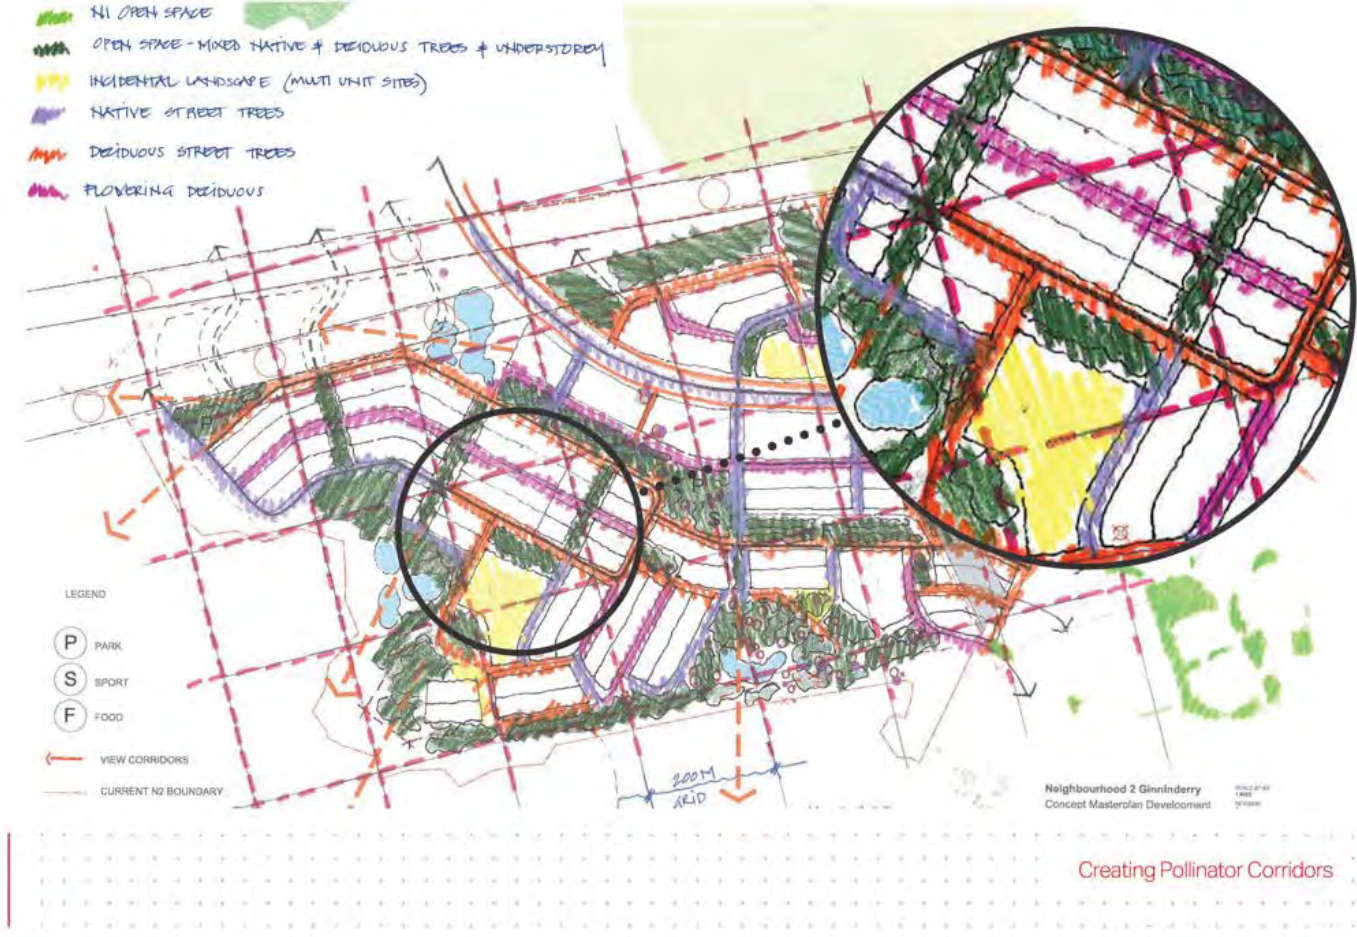 N1 OPEN SPACE
OPEN SPACE - MIXED NATIVE & DECIDUOUS TREES & UNDERSTOREY
INCIDENTAL LANDSCAPE (MULTI UNIT SITES)
NATIVE STREET TREES
DECIDUOUS STREET TREES
FLOWERING DECIDUOUS
S
LEGEND
P PARK
S SPORT
F FOOD
VIEW CORRIDORS
CURRENT N2 BOUNDARY
200M
GRID
Neighbourhood 2 Ginninderry
Concept Masterplan Development
Creating Pollinator Corridors